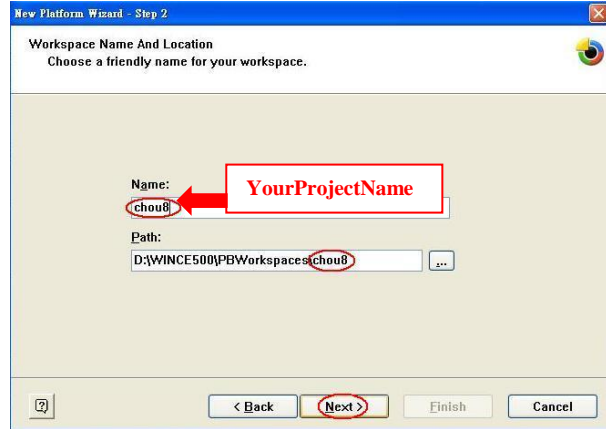 New Platform Wizard - Step 2
Workspace Name And Location
Choose a friendly name for your workspace.
Name:
YourProjectName
chou8
Path:
D:\WINCE500\PBWorkspaces\chou8
...
< Back
Next >
Finish
Cancel